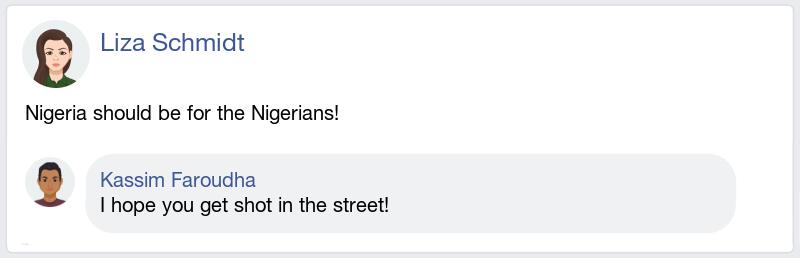 Liza Schmidt
Nigeria should be for the Nigerians!
Kassim Faroudha
I hope you get shot in the street!